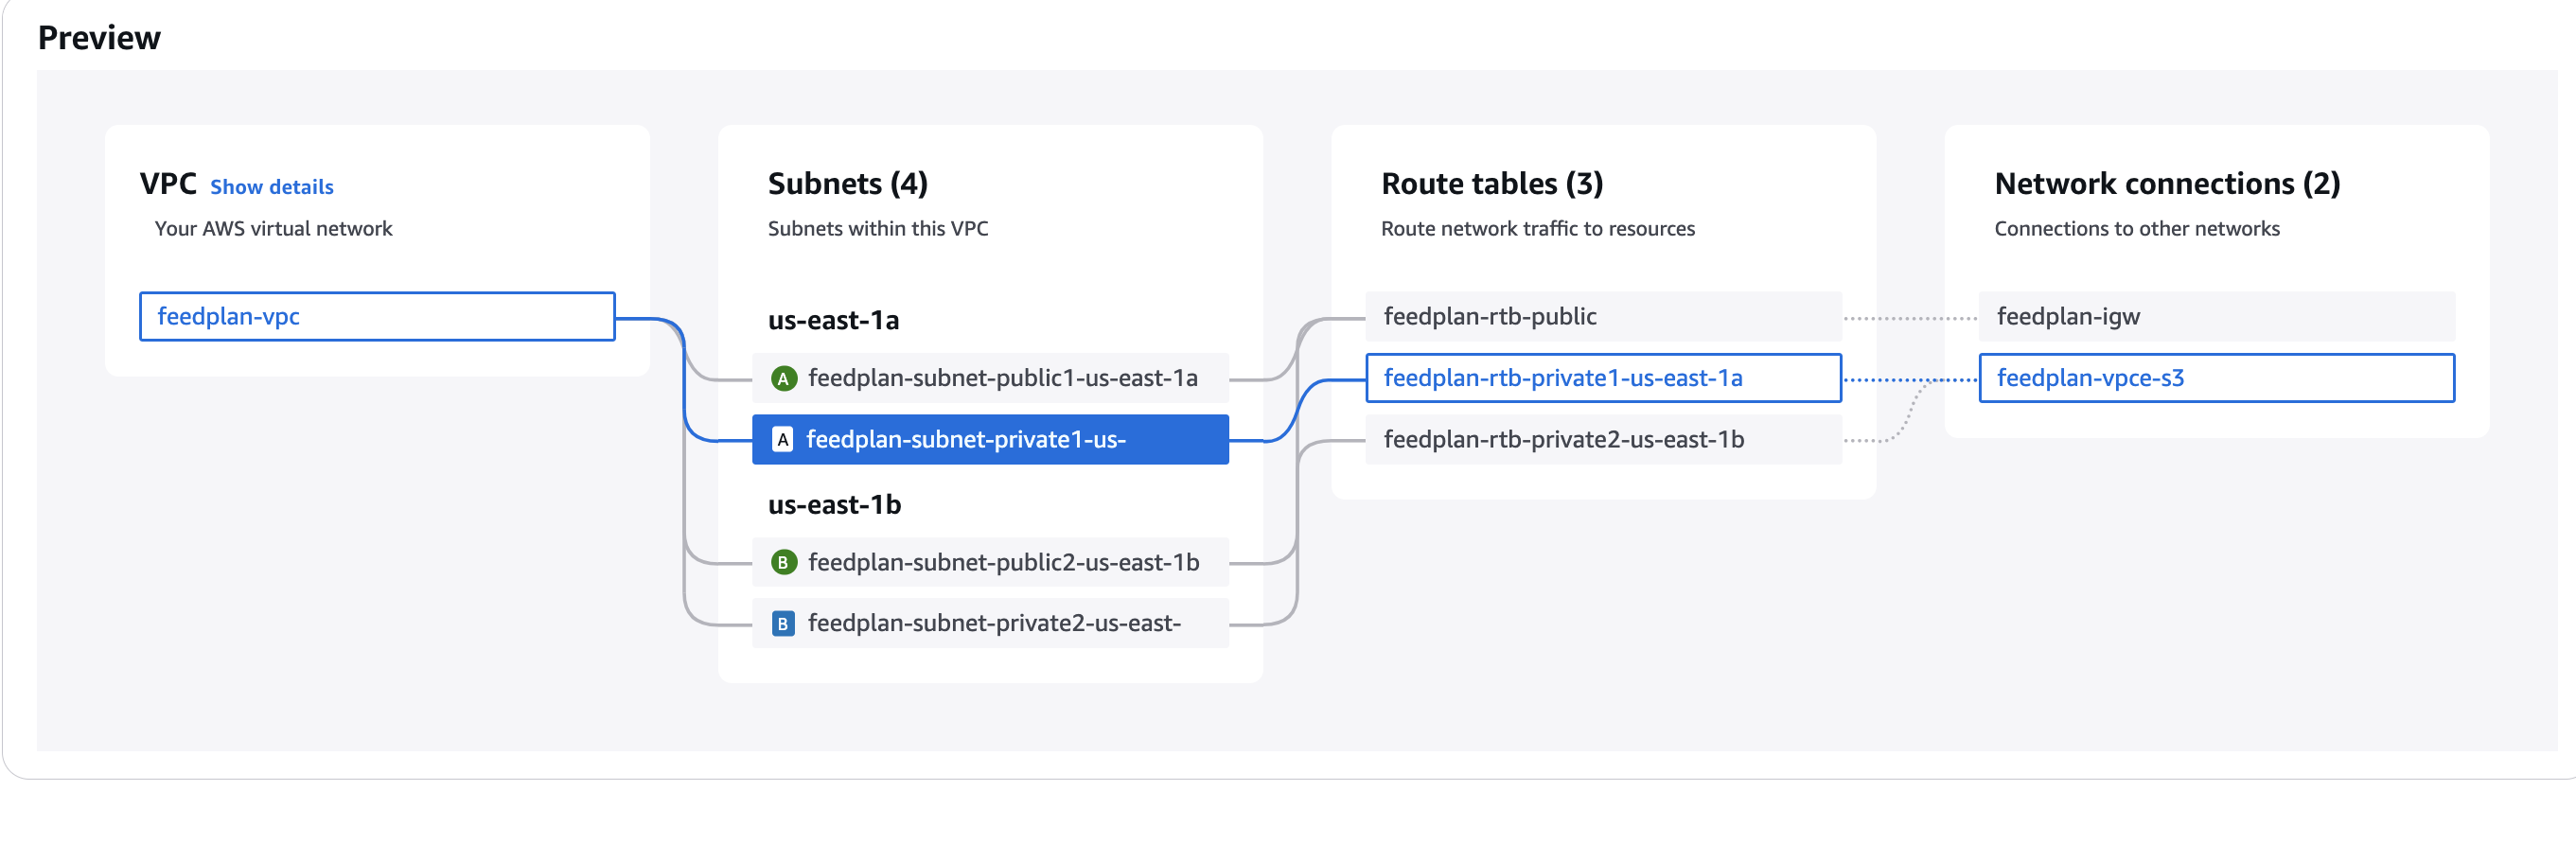 Preview
VPC Show details
Your AWS virtual network
feedplan-vpc
Subnets (4)
Subnets within this VPC
us-east-1a
A feedplan-subnet-public1-us-east-1a
A feedplan-subnet-private1-us-
us-east-1b
B feedplan-subnet-public2-us-east-1b
B feedplan-subnet-private2-us-east-
Route tables (3)
Route network traffic to resources
feedplan-rtb-public
feedplan-rtb-private1-us-east-1a
feedplan-rtb-private2-us-east-1b
Network connections (2)
Connections to other networks
feedplan-igw
feedplan-vpce-s3